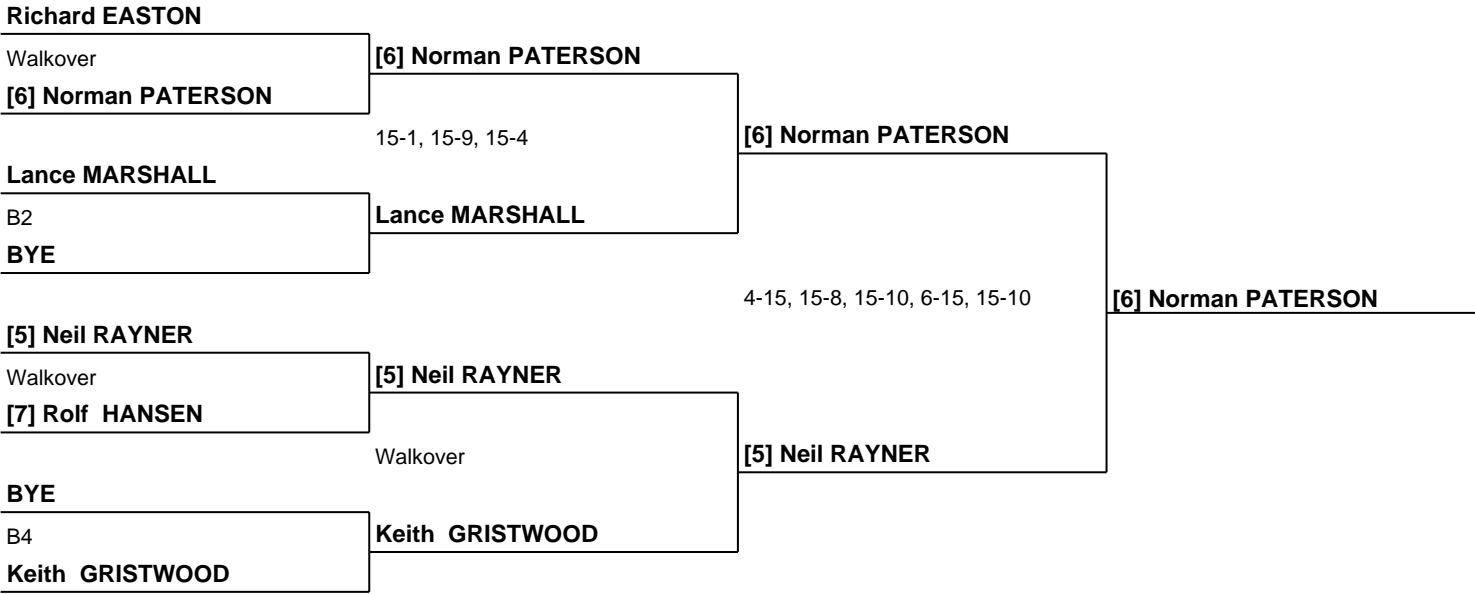 Richard EASTON
Walkover
[6] Norman PATERSON
[6] Norman PATERSON
15-1, 15-9, 15-4
[6] Norman PATERSON
Lance MARSHALL
B2
Lance MARSHALL
BYE
4-15, 15-8, 15-10, 6-15, 15-10
[6] Norman PATERSON
[5] Neil RAYNER
Walkover
[5] Neil RAYNER
[7] Rolf  HANSEN
Walkover
[5] Neil RAYNER
BYE
B4
Keith  GRISTWOOD
Keith  GRISTWOOD